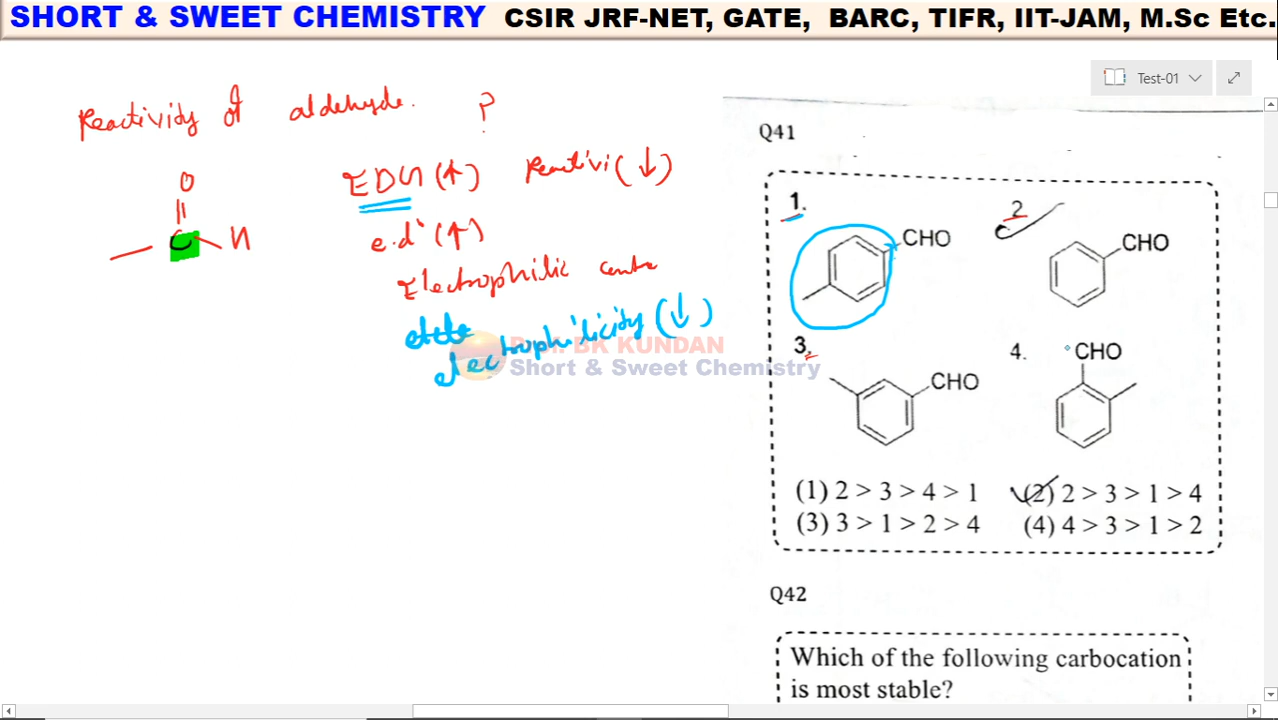 SHORT & SWEET CHEMISTRY CSIR JRF-NET, GATE, BARC, TIFR, IIT-JAM, M.Sc Etc.
Test-01
Reactivity of aldehyde. ?
O
||
C H
EDG (↑) Reactivi (↓)
e.d^n (↑)
Electrophilic centre
electrophilicity (↓)
BK KUNDAN
Short & Sweet Chemistry
Q41
1.
CHO
2
CHO
3.
CHO
4.
CHO
(1) 2 > 3 > 4 > 1 (2) 2 > 3 > 1 > 4
(3) 3 > 1 > 2 > 4 (4) 4 > 3 > 1 > 2
Q42
Which of the following carbocation
is most stable?